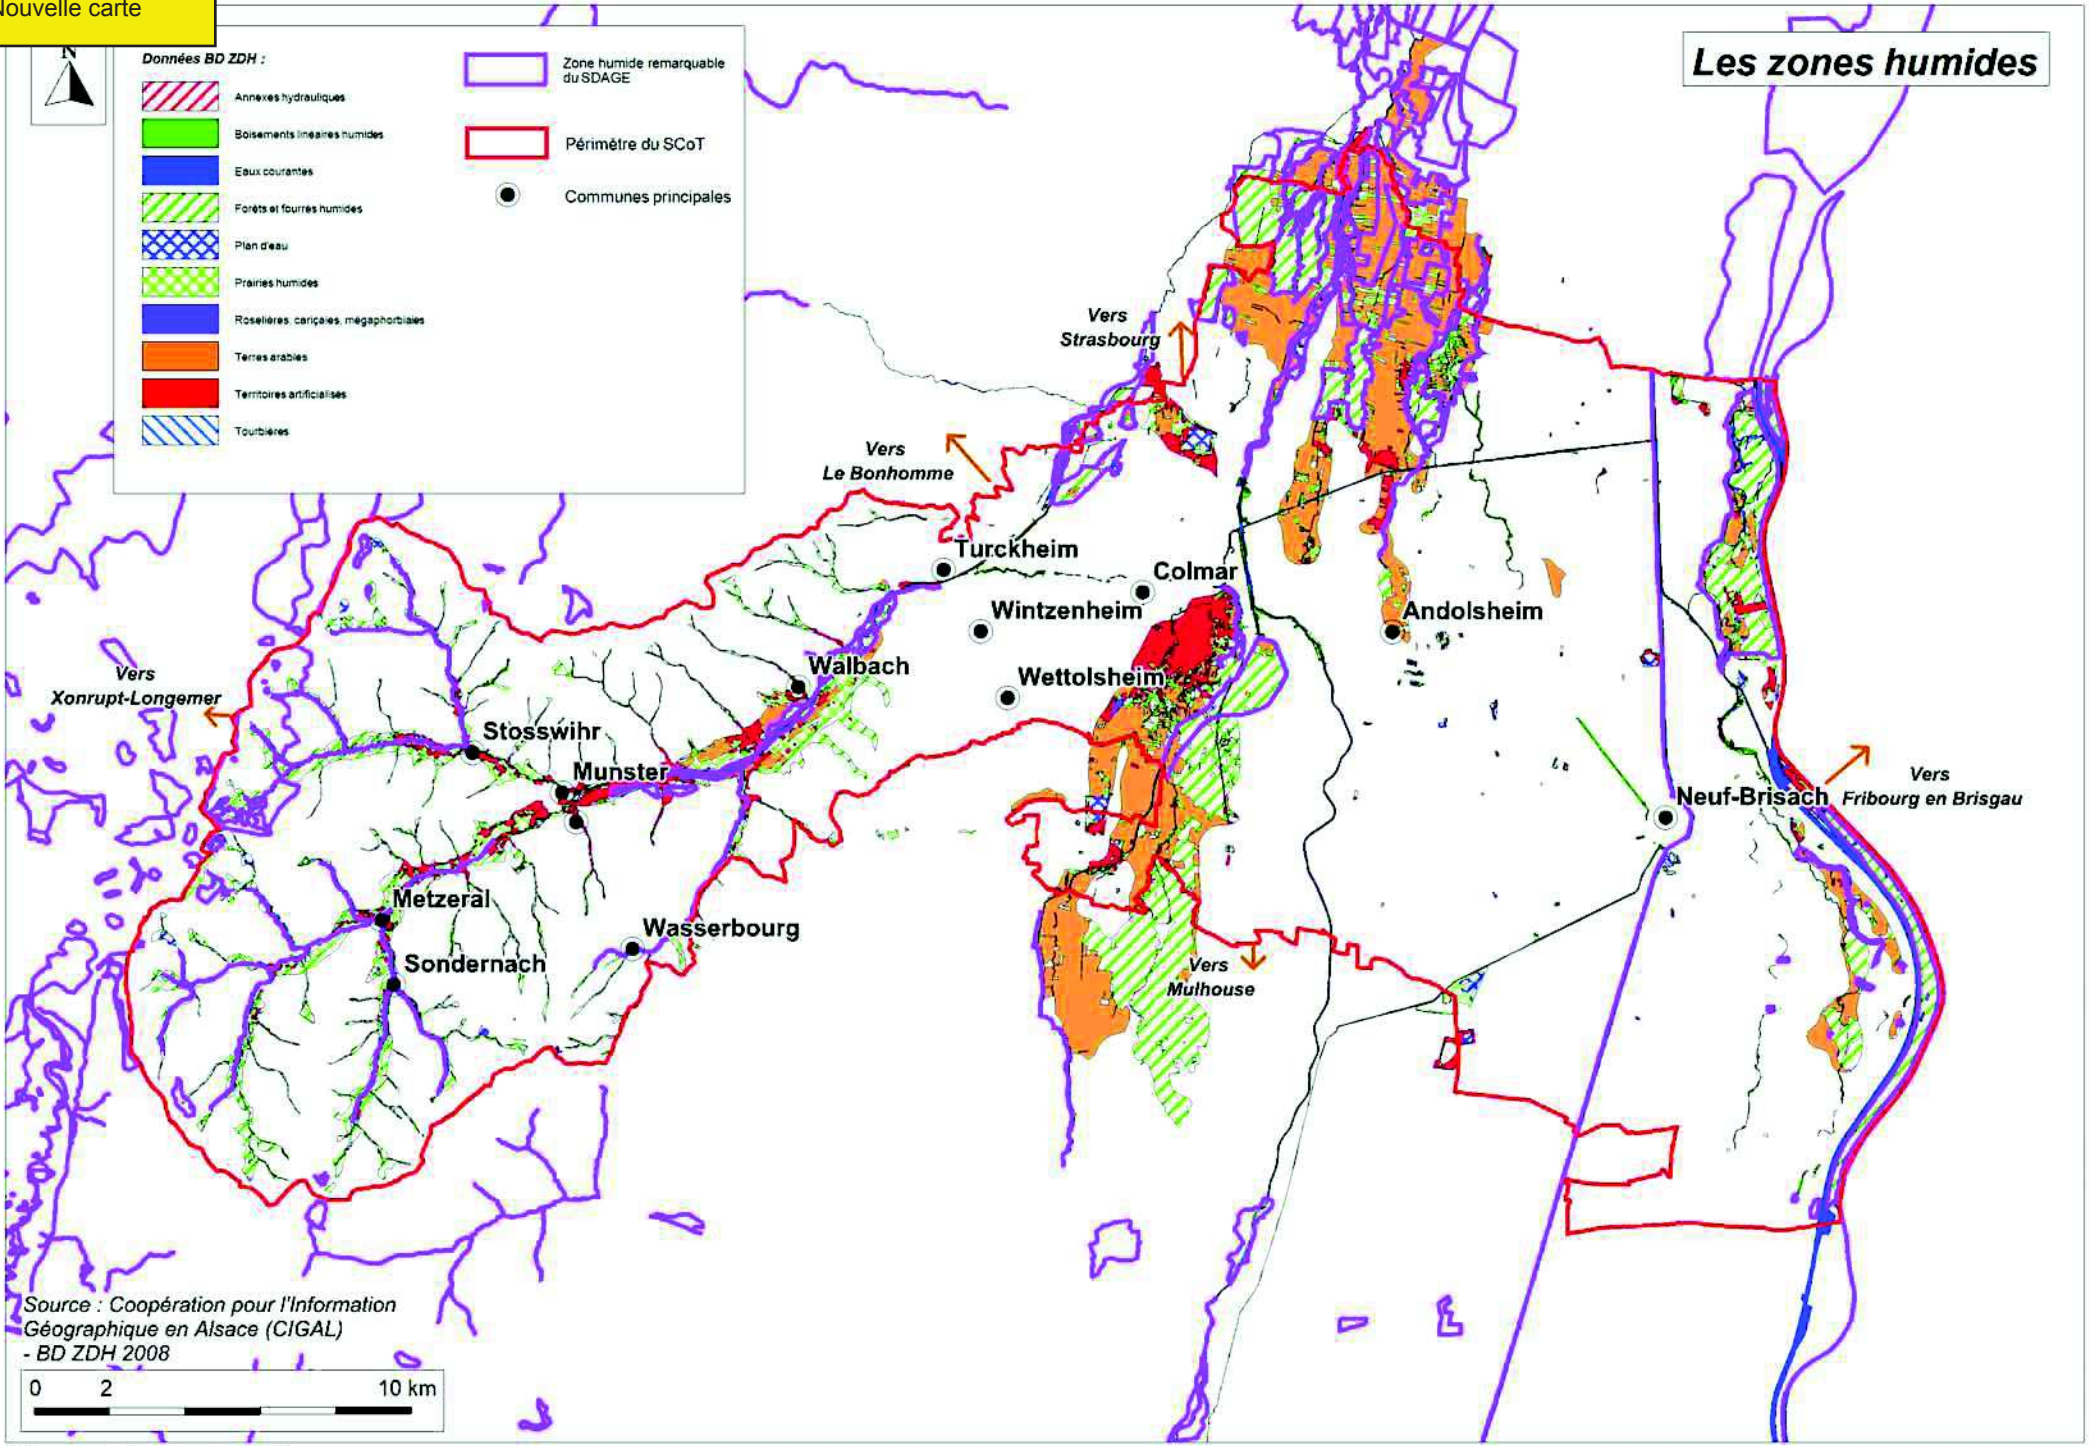 Nouvelle carte
N
Données BD ZDH :
Annexes hydrauliques
Boisements linéaires humides
Eaux courantes
Forêts et fourrés humides
Plan d'eau
Prairies humides
Roselières, cariçaies, mégaphorbiaies
Terres arables
Territoires artificialisés
Tourbières
Zone humide remarquable
du SDAGE
Périmètre du SCoT
Communes principales
Les zones humides
Vers
Strasbourg
Vers
Le Bonhomme
Turckheim
Colmar
Wintzenheim
Andolsheim
Walbach
Wettolsheim
Vers
Xonrupt-Longemer
Stosswihr
Munster
Neuf-Brisach
Vers
Fribourg en Brisgau
Metzeral
Wasserbourg
Sondernach
Vers
Mulhouse
Source : Coopération pour l'Information
Géographique en Alsace (CIGAL)
- BD ZDH 2008
0 2 10 km